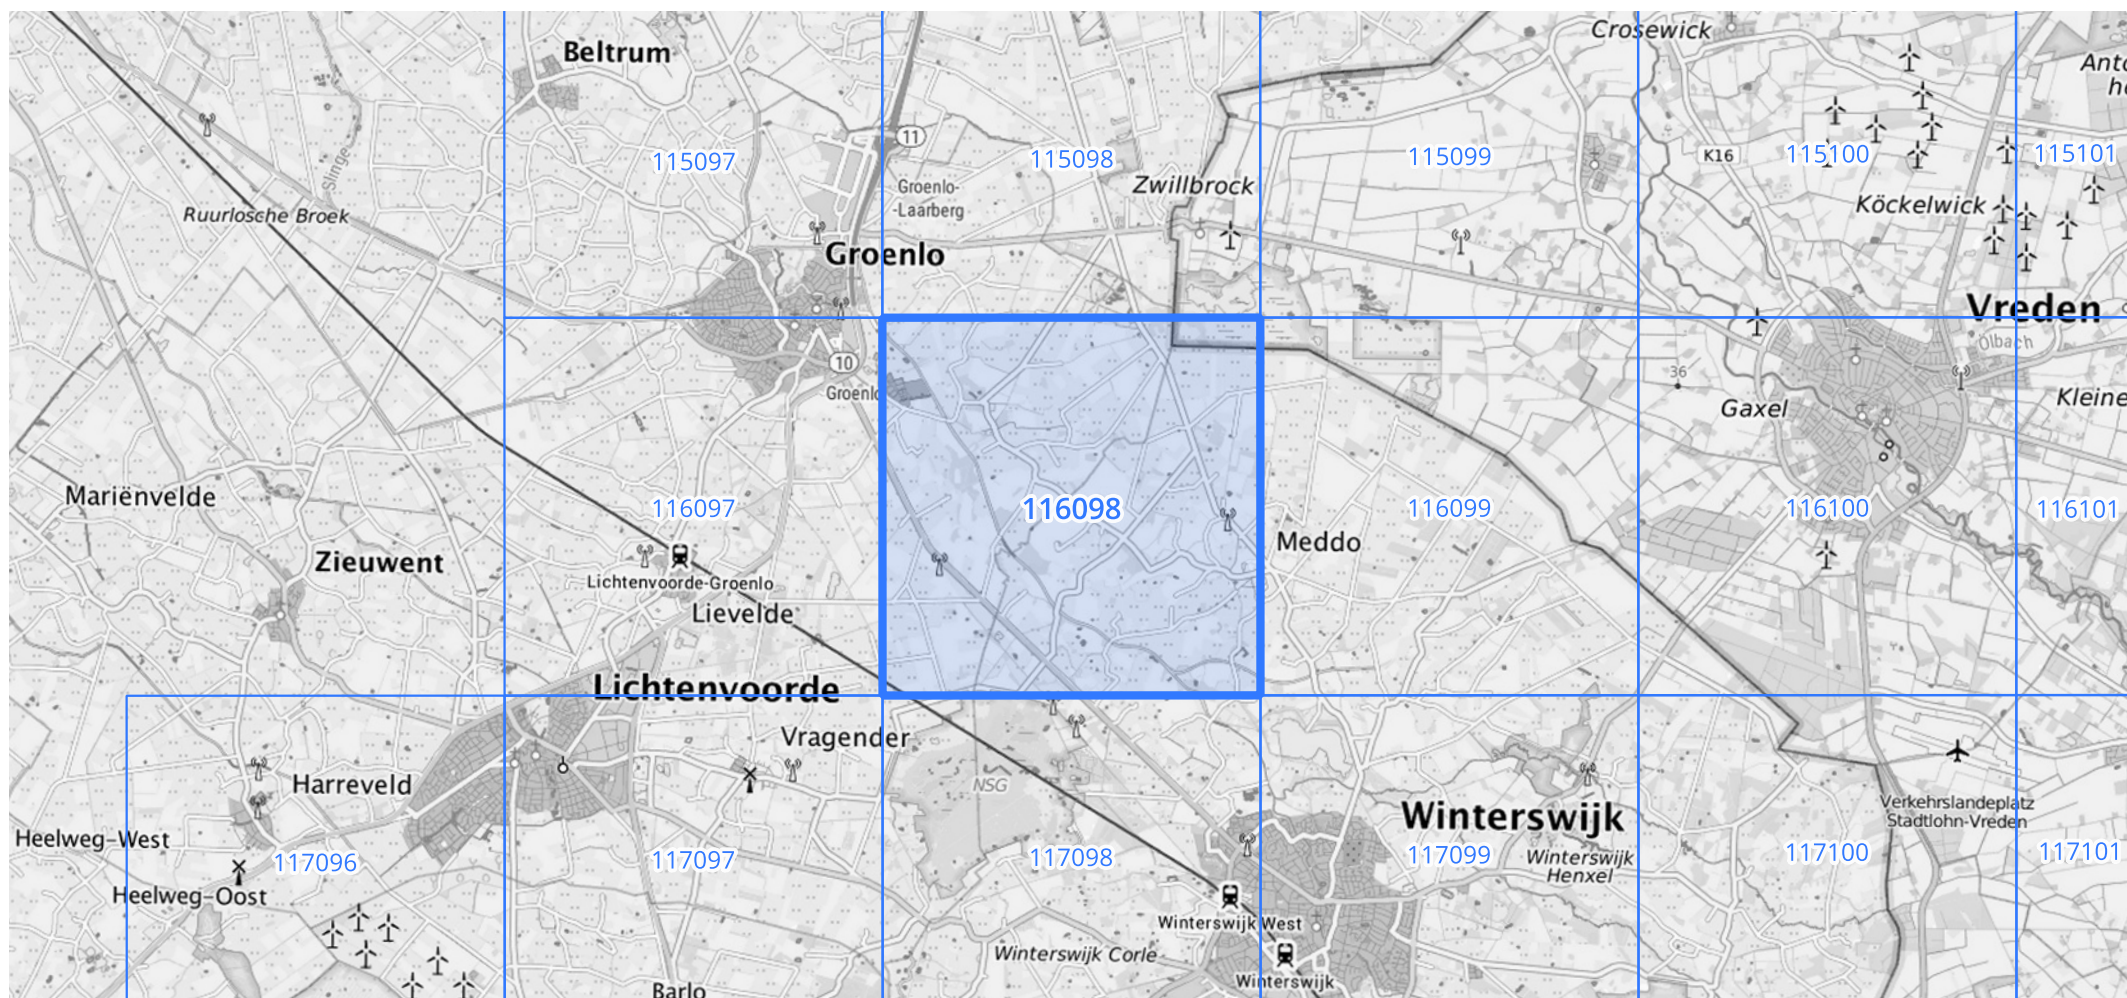 Crosewick
Beltrum
Anto
ho
11
115097
115098
115099
K16
115100
115101
Slinge
Groenlo-
-Laarberg
Zwillbrock
Köckelwick
Ruurlosche Broek
Groenlo
Vreden
Ölbach
10
Groenlo
36
Gaxel
Kleine
Mariënvelde
116097
116098
116099
116100
116101
Meddo
Zieuwent
Lichtenvoorde-Groenlo
Lievelde
Lichtenvoorde
Vragender
Harreveld
NSG
Winterswijk
Verkehrslandeplatz
Stadtlohn-Vreden
Heelweg-West
117096
117097
117098
117099
117100
117101
Winterswijk
Henxel
Heelweg-Oost
Winterswijk West
Winterswijk Corle
Winterswijk
Barlo